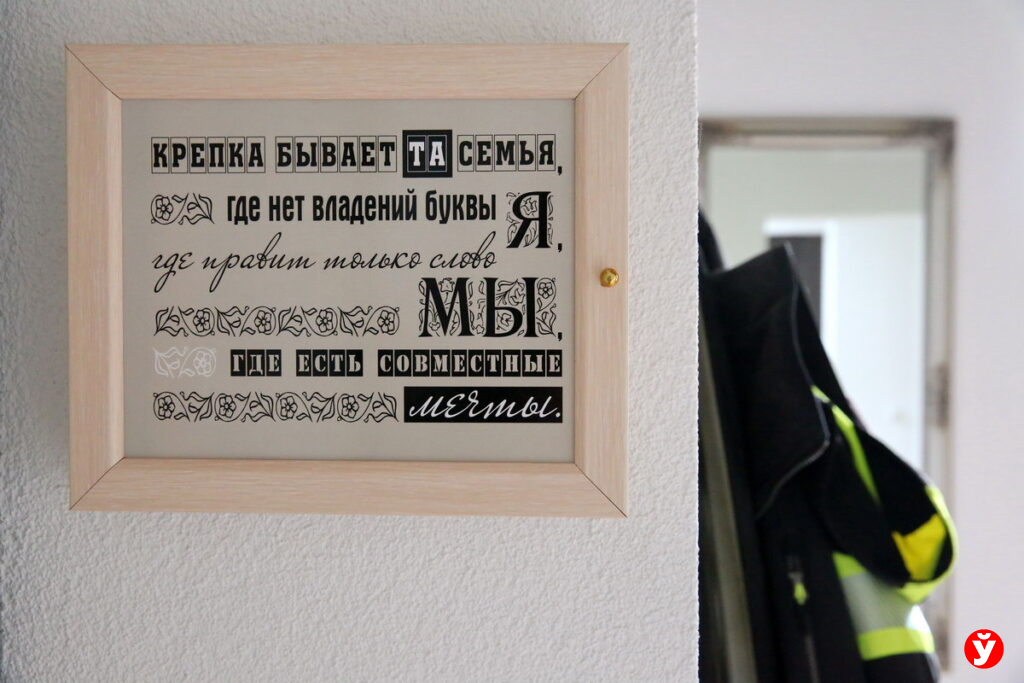 КРЕПКА БЫВАЕТ ТА СЕМЬЯ,
где нет владений буквы Я,
где правит только слово
МЫ,
ГДЕ ЕСТЬ СОВМЕСТНЫЕ
мечты.
ў